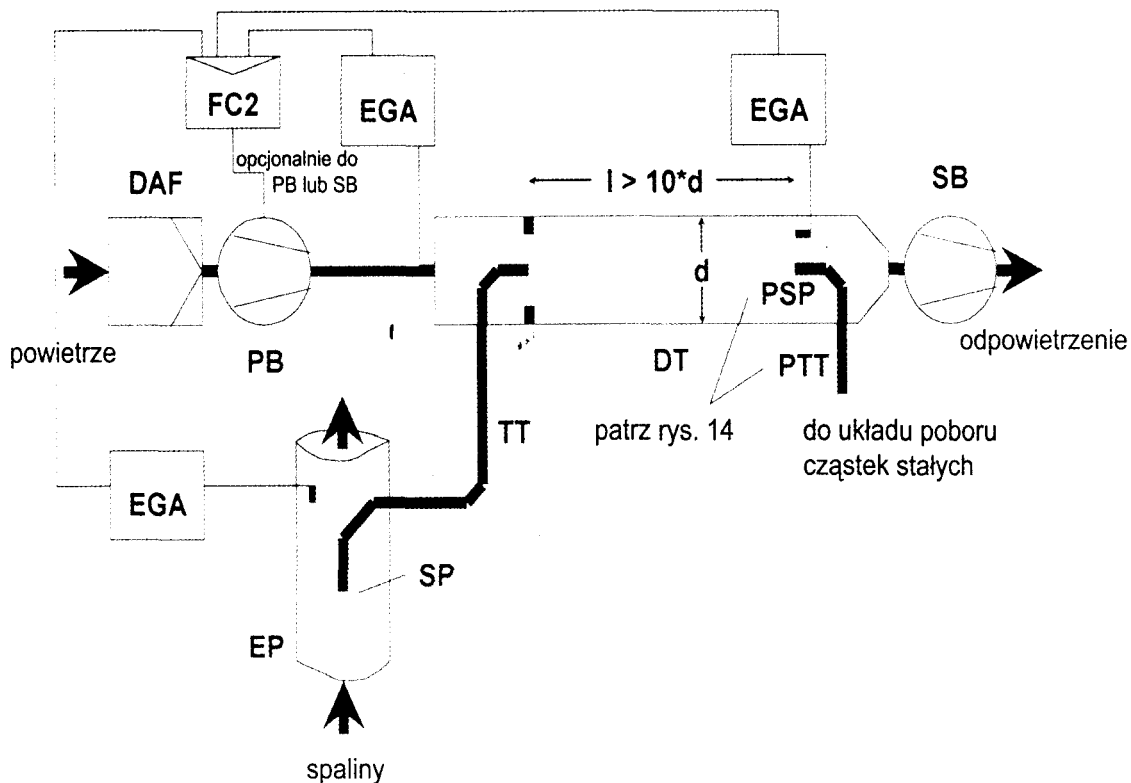 FC2
EGA
EGA
opcjonalnie do
PB lub SB
DAF
l > 10*d
SB
d
PSP
powietrze
PB
DT
PTT
odpowietrzenie
TT
patrz rys. 14
do układu poboru
cząstek stałych
EGA
SP
EP
spaliny